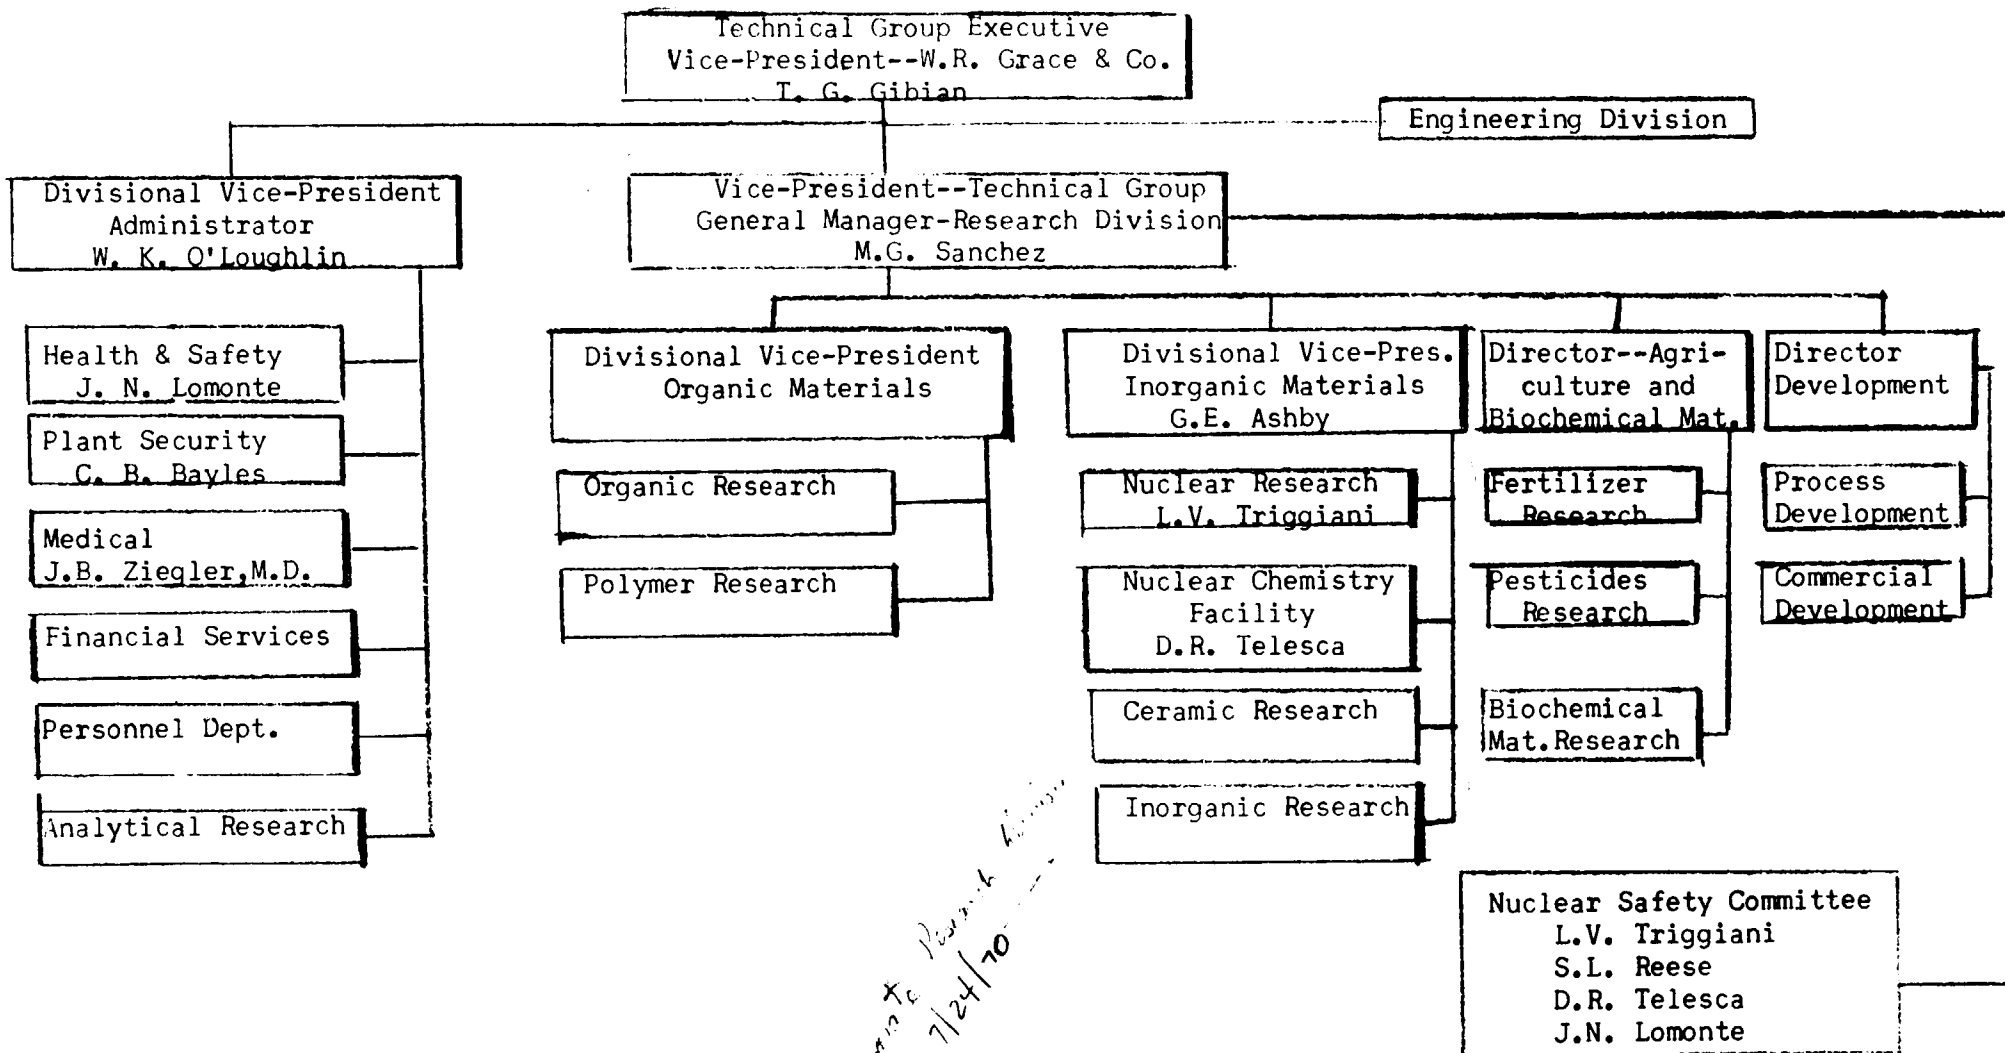 Technical Group Executive
Vice-President--W.R. Grace & Co.
T. G. Gibian
Engineering Division
Divisional Vice-President
Administrator
W. K. O'Loughlin
Vice-President--Technical Group
General Manager-Research Division
M.G. Sanchez
Health & Safety
J. N. Lomonte
Plant Security
C. B. Bayles
Medical
J.B. Ziegler,M.D.
Financial Services
Personnel Dept.
Analytical Research
Divisional Vice-President
Organic Materials
Organic Research
Polymer Research
Divisional Vice-Pres.
Inorganic Materials
G.E. Ashby
Nuclear Research
L.V. Triggiani
Nuclear Chemistry
Facility
D.R. Telesca
Ceramic Research
Inorganic Research
Director--Agri-
culture and
Biochemical Mat.
Fertilizer
Research
Pesticides
Research
Biochemical
Mat.Research
Director
Development
Process
Development
Commercial
Development
Nuclear Safety Committee
L.V. Triggiani
S.L. Reese
D.R. Telesca
J.N. Lomonte
Research
7/24/70